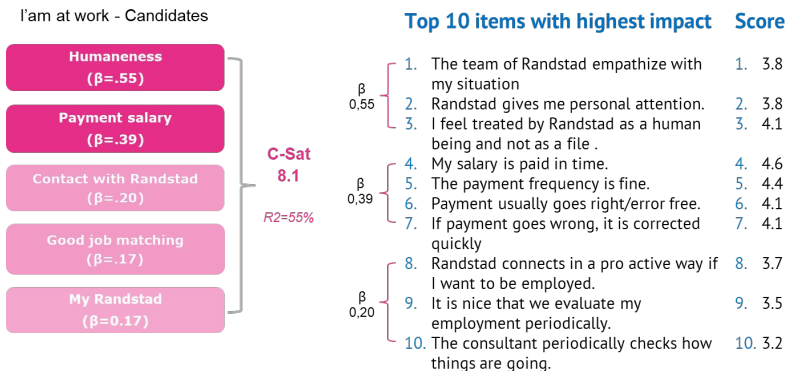 I'am at work - Candidates
Humaneness
(β=.55)
Payment salary
(β=.39)
Contact with Randstad
(β=.20)
Good job matching
(β=.17)
My Randstad
(β=0.17)
C-Sat
8.1
R2=55%
Top 10 items with highest impact
Score
β
0,55
1. The team of Randstad empathize with
my situation
2. Randstad gives me personal attention.
3. I feel treated by Randstad as a human
being and not as a file .
β
0,39
4. My salary is paid in time.
5. The payment frequency is fine.
6. Payment usually goes right/error free.
7. If payment goes wrong, it is corrected
quickly
β
0,20
8. Randstad connects in a pro active way if
I want to be employed.
9. It is nice that we evaluate my
employment periodically.
10. The consultant periodically checks how
things are going.
1. 3.8
2. 3.8
3. 4.1
4. 4.6
5. 4.4
6. 4.1
7. 4.1
8. 3.7
9. 3.5
10. 3.2